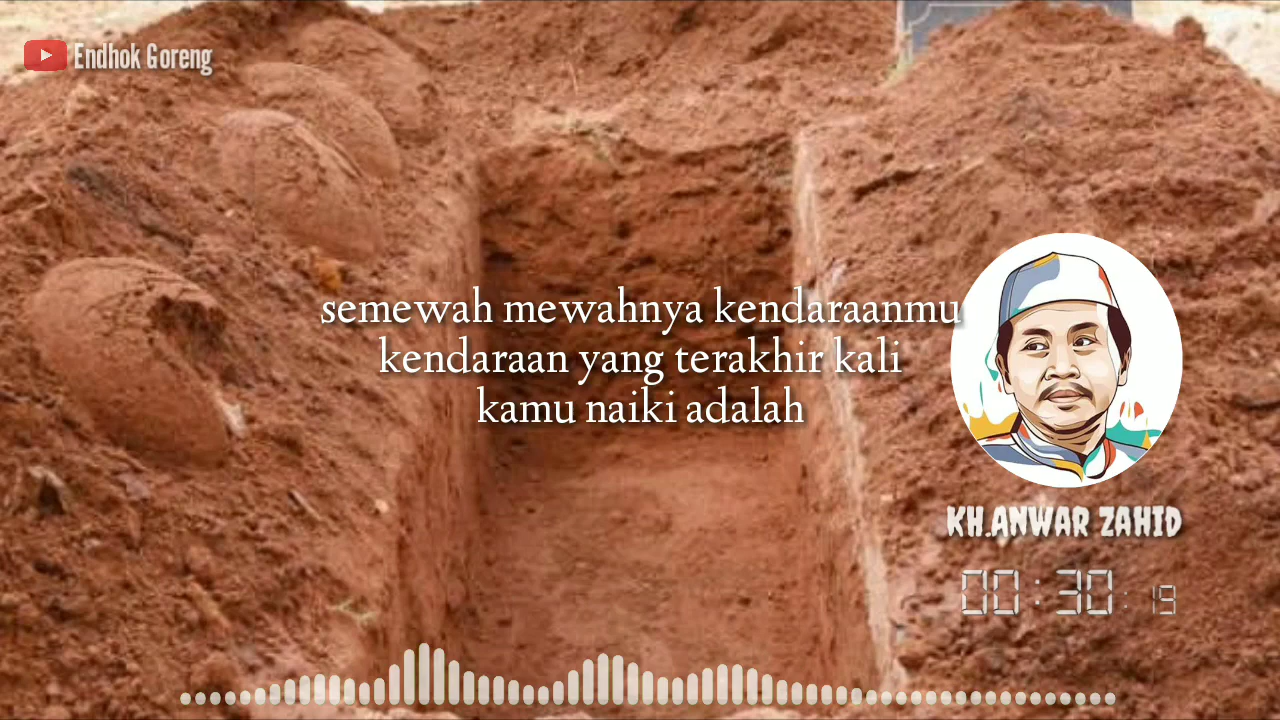 Endhok Goreng
semewah mewahnya kendaraanmu
kendaraan yang terakhir kali
kamu naiki adalah
KH.ANWAR ZAHID
00:30:19